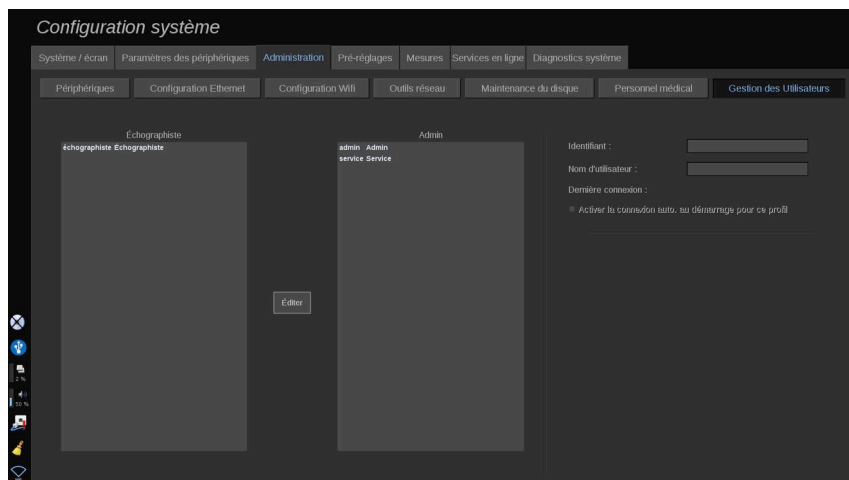 Configuration système
Système / écran Paramètres des périphériques Administration Pré-réglages Mesures Services en ligne Diagnostics système
Périphériques Configuration Ethernet Configuration Wifi Outils réseau Maintenance du disque Personnel médical Gestion des Utilisateurs
Échographiste Admin
échographiste Échographiste admin Admin
service Service
Identifiant :
Nom d'utilisateur :
Dernière connexion :
Activer la connexion auto. au démarrage pour ce profil
Éditer
2 %
50 %